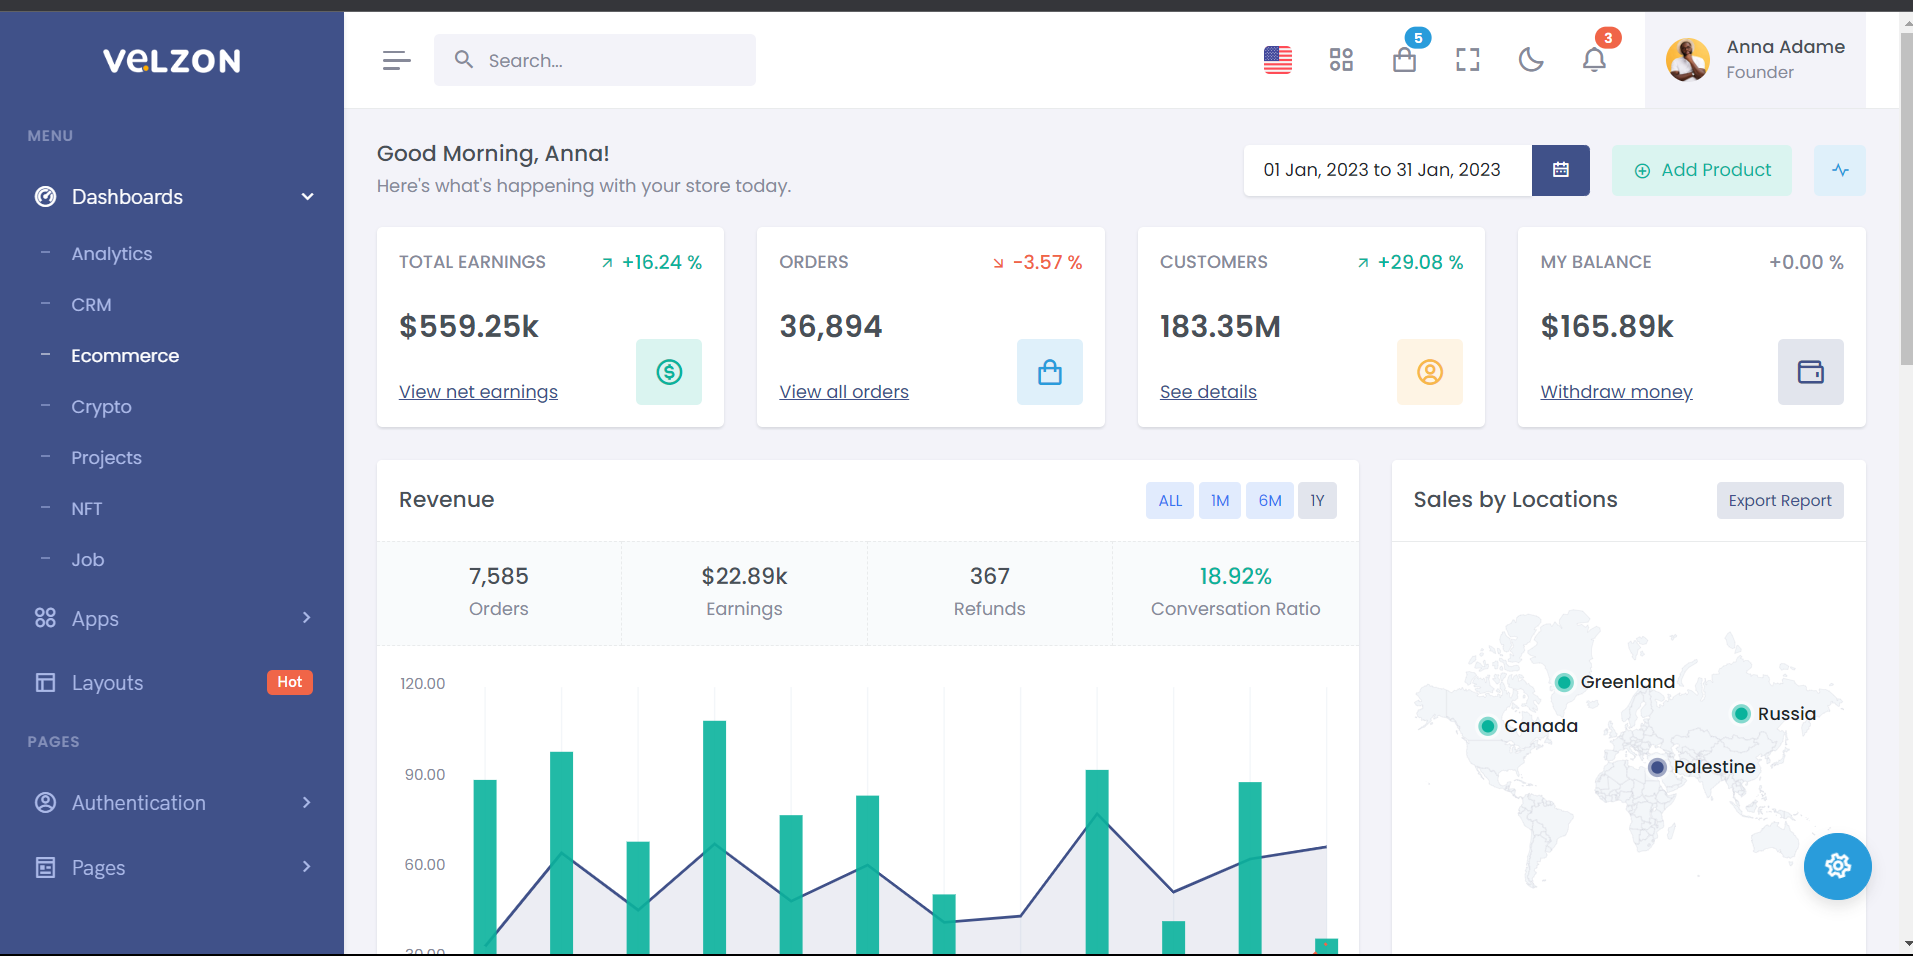 VELZON
Search...
5
3
Anna Adame
Founder
MENU
Dashboards
Analytics
CRM
Ecommerce
Crypto
Projects
NFT
Job
Apps
Layouts
Hot
PAGES
Authentication
Pages
Good Morning, Anna!
Here's what's happening with your store today.
01 Jan, 2023 to 31 Jan, 2023
Add Product
TOTAL EARNINGS
+16.24 %
$559.25k
View net earnings
ORDERS
-3.57 %
36,894
View all orders
CUSTOMERS
+29.08 %
183.35M
See details
MY BALANCE
+0.00 %
$165.89k
Withdraw money
Revenue
ALL
1M
6M
1Y
7,585
Orders
$22.89k
Earnings
367
Refunds
18.92%
Conversation Ratio
120.00
90.00
60.00
30.00
Sales by Locations
Export Report
Greenland
Canada
Russia
Palestine